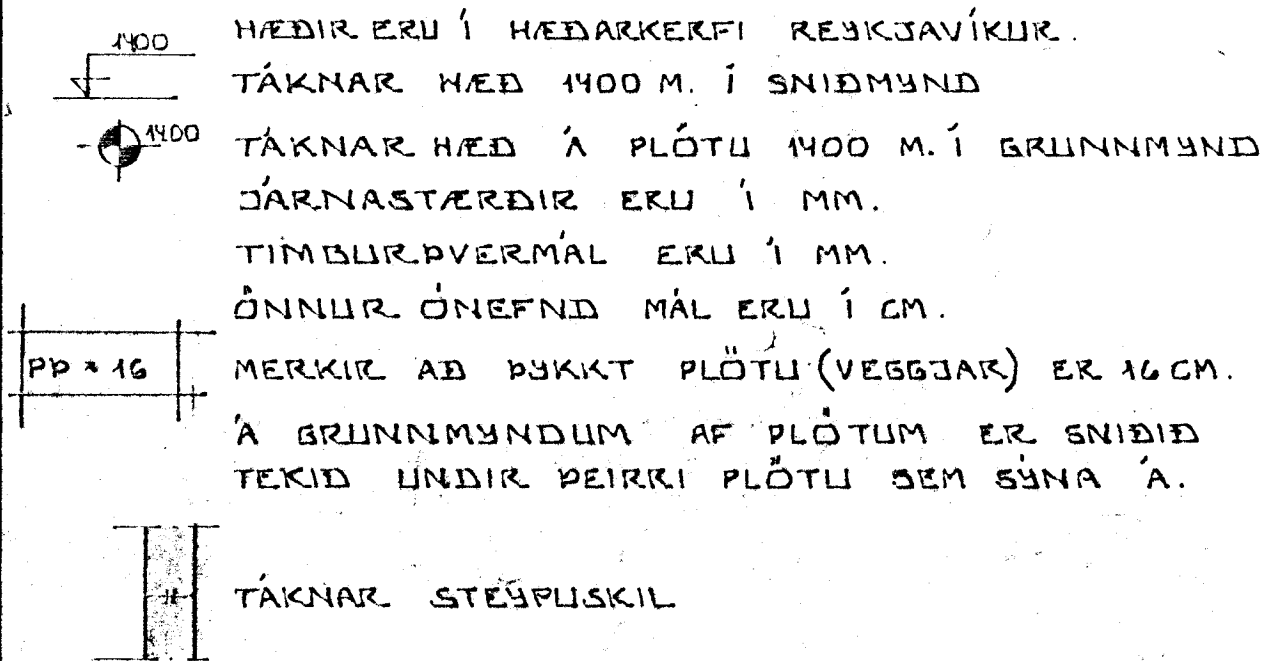 HÆÐIR ERU Í HÆÐARKERFI REYKJAVÍKUR.
1400
TÁKNAR HÆÐ 1400 M. Í SNIÐMYND
1400
TÁKNAR HÆÐ Á PLÖTU 1400 M. Í GRUNNMYND
JÁRNASTÆRÐIR ERU Í MM.
TIMBURÞVERMÁL ERU Í MM.
ÖNNUR ÓNEFND MÁL ERU Í CM.
PÞ = 16
MERKIR AÐ ÞYKKT PLÖTU (VEGGJAR) ER 16 CM.
Á GRUNNMYNDUM AF PLÖTUM ER SNIÐIÐ
TEKIÐ UNDIR ÞEIRRI PLÖTU SEM SÝNA Á.
TÁKNAR STEYPUSKIL